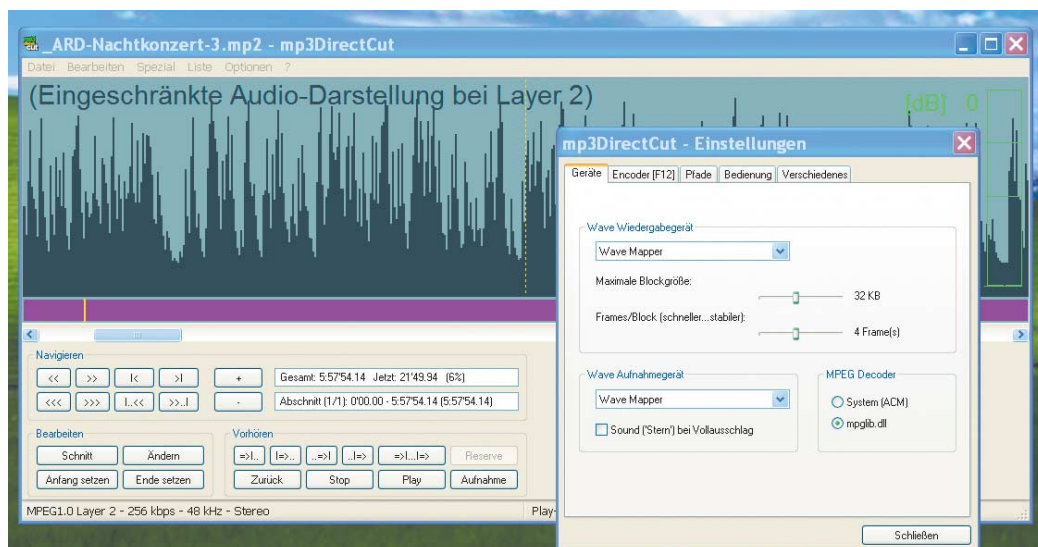 _ARD-Nachtkonzert-3.mp2 - mp3DirectCut
Datei Bearbeiten Spezial Liste Optionen ?
(Eingeschränkte Audio-Darstellung bei Layer 2)
[dB] 0
Navigieren
<< >> I< >I +
Gesamt: 5:57'54.14 Jetzt: 21'49.94 (6%)
<<< >>> I..<< >>..I -
Abschnitt (1/1): 0'00.00 - 5:57'54.14 (5:57'54.14)
Bearbeiten
Schnitt Ändern
Anfang setzen Ende setzen
Vorhören
=>I.. I=>.. ..=>I ..I=> =>I...I=> Reserve
Zurück Stop Play Aufnahme
MPEG1.0 Layer 2 - 256 kbps - 48 kHz - Stereo
Play-
mp3DirectCut - Einstellungen
Geräte Encoder [F12] Pfade Bedienung Verschiedenes
Wave Wiedergabegerät
Wave Mapper
Maximale Blockgröße:
32 KB
Frames/Block (schneller...stabiler):
4 Frame(s)
Wave Aufnahmegerät
Wave Mapper
Sound ('Stern') bei Vollausschlag
MPEG Decoder
System (ACM)
mpglib.dll
Schließen